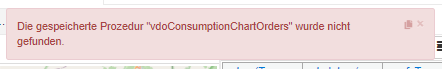 Die gespeicherte Prozedur "vdoConsumptionChartOrders" wurde nicht
gefunden.